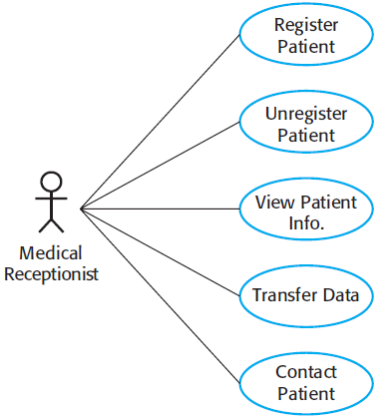 Register
Patient
Unregister
Patient
View Patient
Info.
Medical
Receptionist
Transfer Data
Contact
Patient